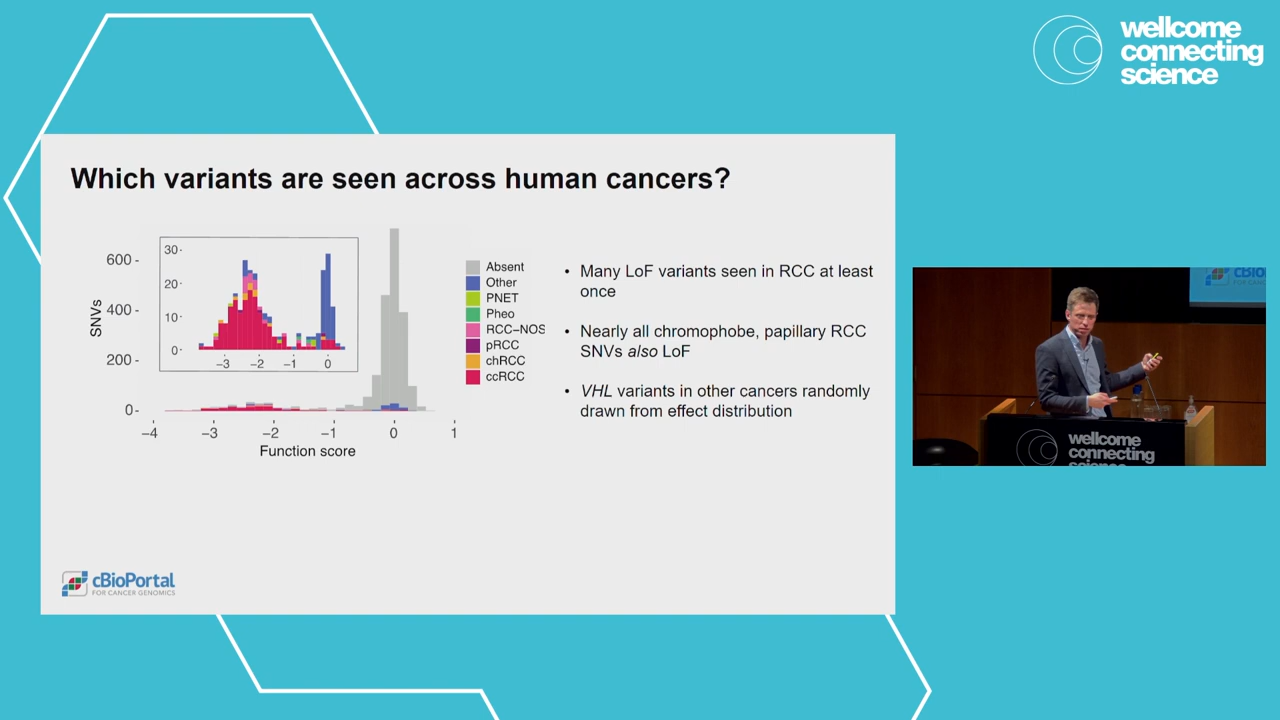 wellcome
connecting
science
Which variants are seen across human cancers?
600
400
200
0
SNVs
30
20
10
0
−3
−2
−1
0
−4
−3
−2
−1
0
1
Function score
Absent
Other
PNET
Pheo
RCC−NOS
pRCC
chRCC
ccRCC
• Many LoF variants seen in RCC at least
once
• Nearly all chromophobe, papillary RCC
SNVs also LoF
• VHL variants in other cancers randomly
drawn from effect distribution
cBioPortal
FOR CANCER GENOMICS
cBio
FOR CANC
wellcome
connecting
science